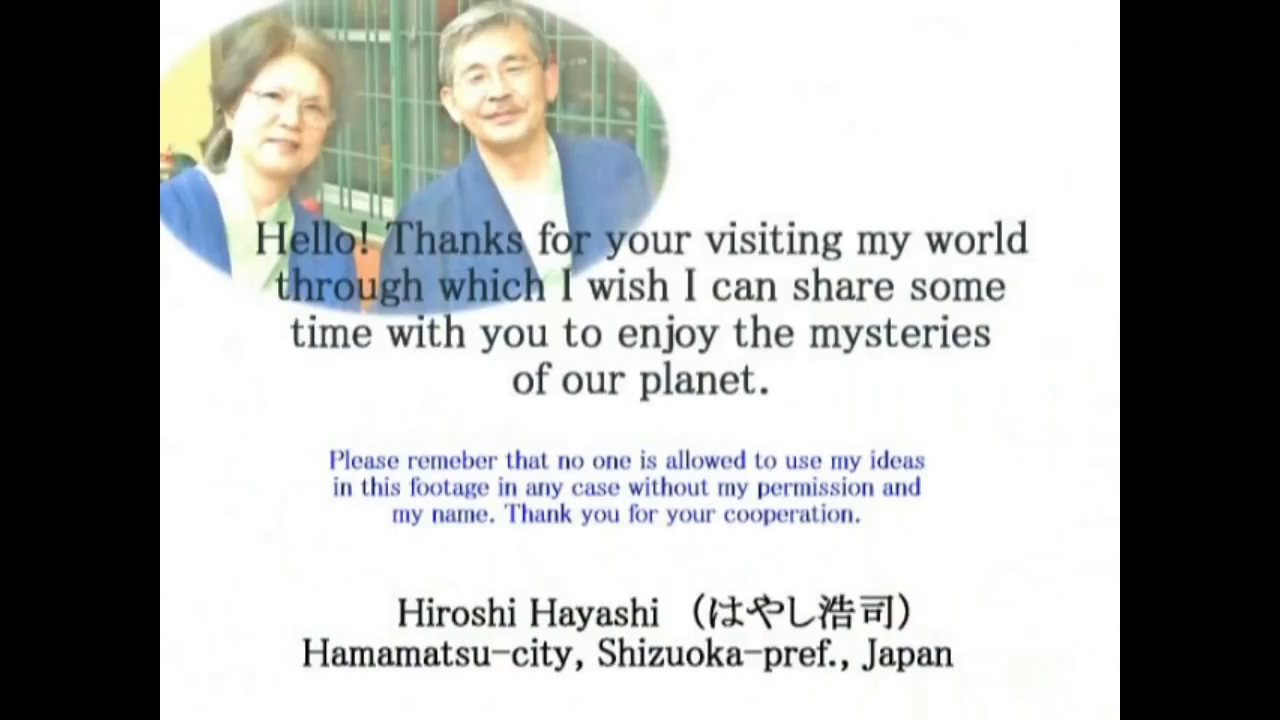 Hello! Thanks for your visiting my world
through which I wish I can share some
time with you to enjoy the mysteries
of our planet.
Please remeber that no one is allowed to use my ideas
in this footage in any case without my permission and
my name. Thank you for your cooperation.
Hiroshi Hayashi （はやし浩司）
Hamamatsu-city, Shizuoka-pref., Japan